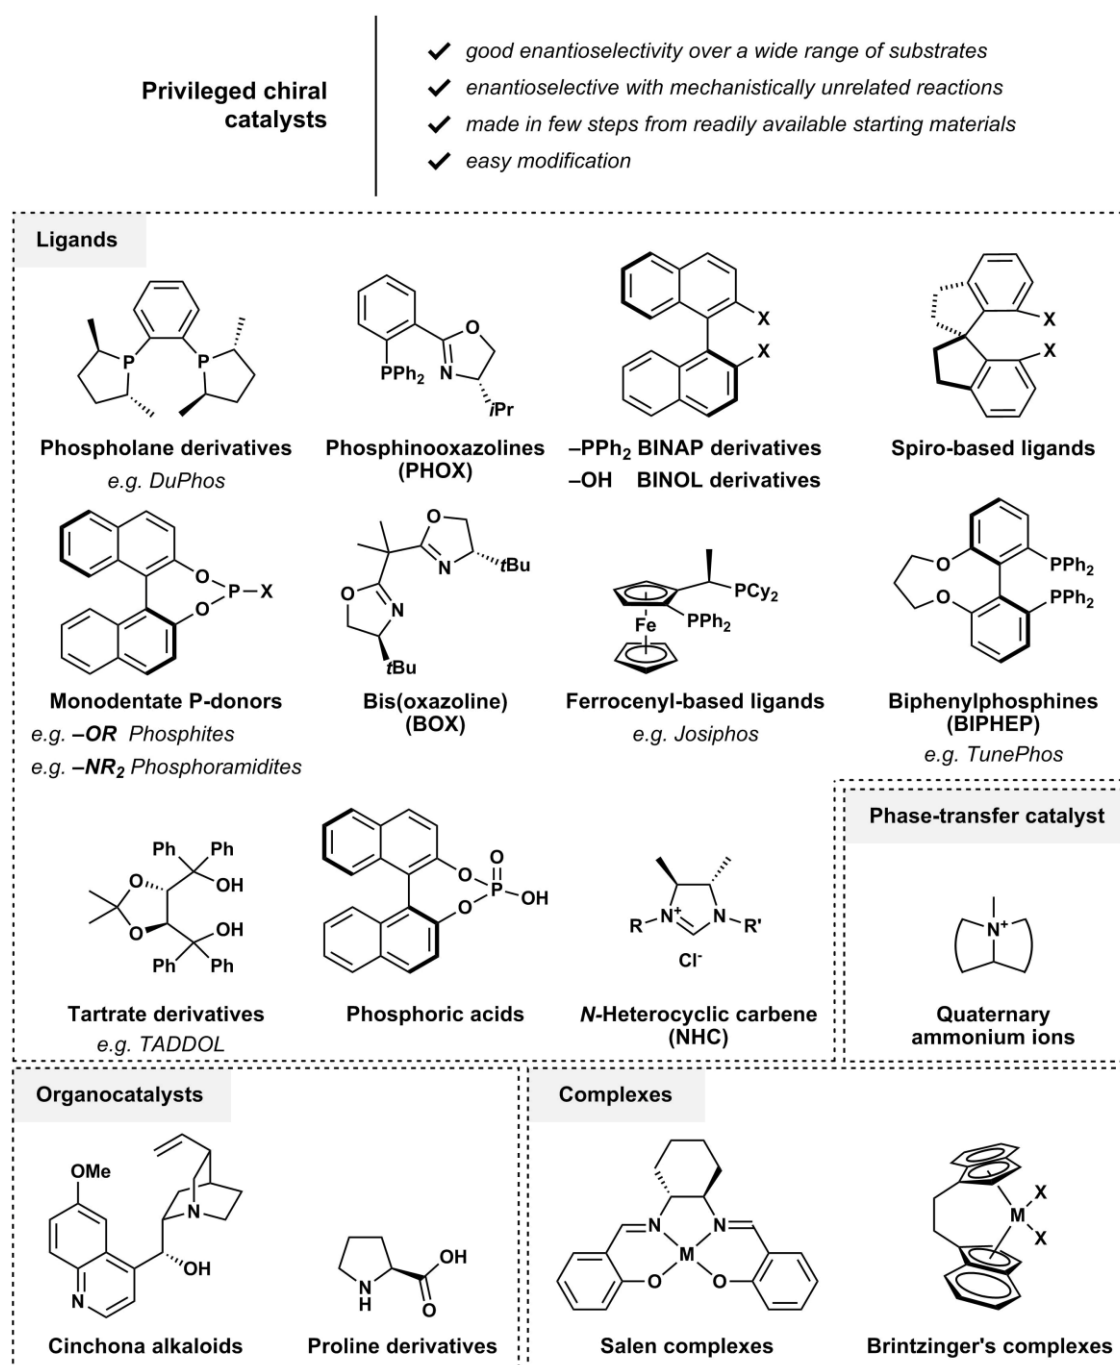 Privileged chiral
catalysts
✓ good enantioselectivity over a wide range of substrates
✓ enantioselective with mechanistically unrelated reactions
✓ made in few steps from readily available starting materials
✓ easy modification
Ligands
P P
Phospholane derivatives
e.g. DuPhos
O
N
PPh₂
iPr
Phosphinooxazolines
(PHOX)
X
X
–PPh₂ BINAP derivatives
–OH BINOL derivatives
X
X
Spiro-based ligands
O
O
P–X
Monodentate P-donors
e.g. –OR Phosphites
e.g. –NR₂ Phosphoramidites
O
N
tBu
O
N
tBu
Bis(oxazoline)
(BOX)
PCy₂
PPh₂
Fe
Ferrocenyl-based ligands
e.g. Josiphos
O
O
PPh₂
PPh₂
Biphenylphosphines
(BIPHEP)
e.g. TunePhos
Ph Ph
OH
O
O
OH
Ph Ph
Tartrate derivatives
e.g. TADDOL
O
O
P
OH
O
Phosphoric acids
R N⁺ N R'
Cl⁻
N-Heterocyclic carbene
(NHC)
Phase-transfer catalyst
N⁺
Quaternary
ammonium ions
Organocatalysts
OMe
N
OH
N
Cinchona alkaloids
N
H
OH
O
Proline derivatives
Complexes
N N
M
O O
Salen complexes
X
M
X
Brintzinger's complexes